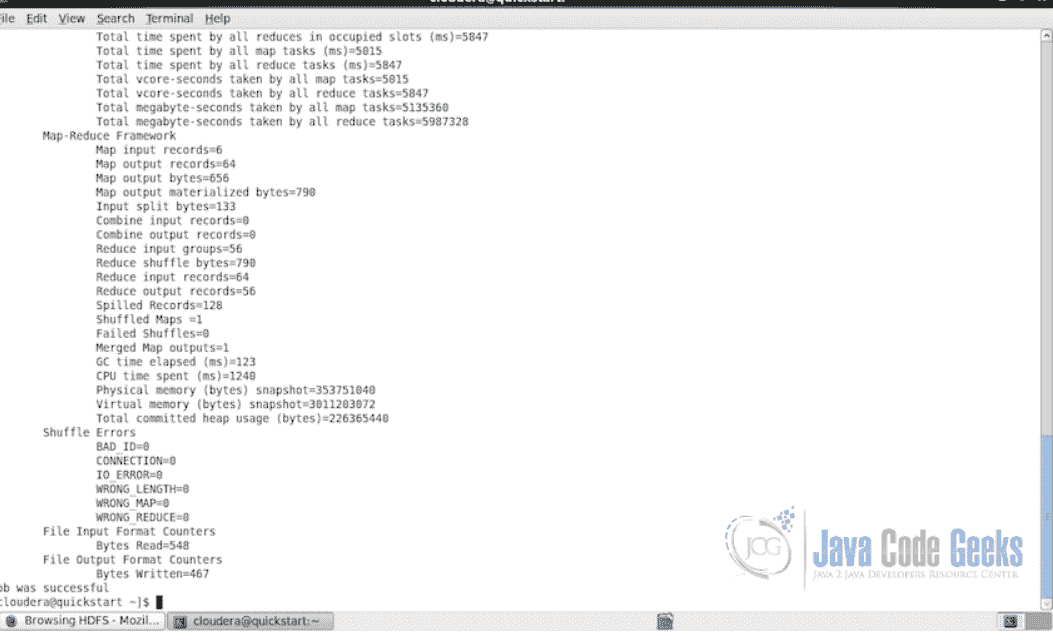 cloudera@quickstart:
File Edit View Search Terminal Help
Total time spent by all reduces in occupied slots (ms)=5847
Total time spent by all map tasks (ms)=5015
Total time spent by all reduce tasks (ms)=5847
Total vcore-seconds taken by all map tasks=5015
Total vcore-seconds taken by all reduce tasks=5847
Total megabyte-seconds taken by all map tasks=5135360
Total megabyte-seconds taken by all reduce tasks=5987328
Map-Reduce Framework
Map input records=6
Map output records=64
Map output bytes=656
Map output materialized bytes=790
Input split bytes=133
Combine input records=0
Combine output records=0
Reduce input groups=56
Reduce shuffle bytes=790
Reduce input records=64
Reduce output records=56
Spilled Records=128
Shuffled Maps =1
Failed Shuffles=0
Merged Map outputs=1
GC time elapsed (ms)=123
CPU time spent (ms)=1240
Physical memory (bytes) snapshot=353751040
Virtual memory (bytes) snapshot=3011203072
Total committed heap usage (bytes)=226365440
Shuffle Errors
BAD_ID=0
CONNECTION=0
IO_ERROR=0
WRONG_LENGTH=0
WRONG_MAP=0
WRONG_REDUCE=0
File Input Format Counters
Bytes Read=548
File Output Format Counters
Bytes Written=467
ob was successful
cloudera@quickstart ~]$
JCG
Java Code Geeks
JAVA 2 JAVA DEVELOPERS RESOURCE CENTER
Browsing HDFS - Mozil...
cloudera@quickstart:~